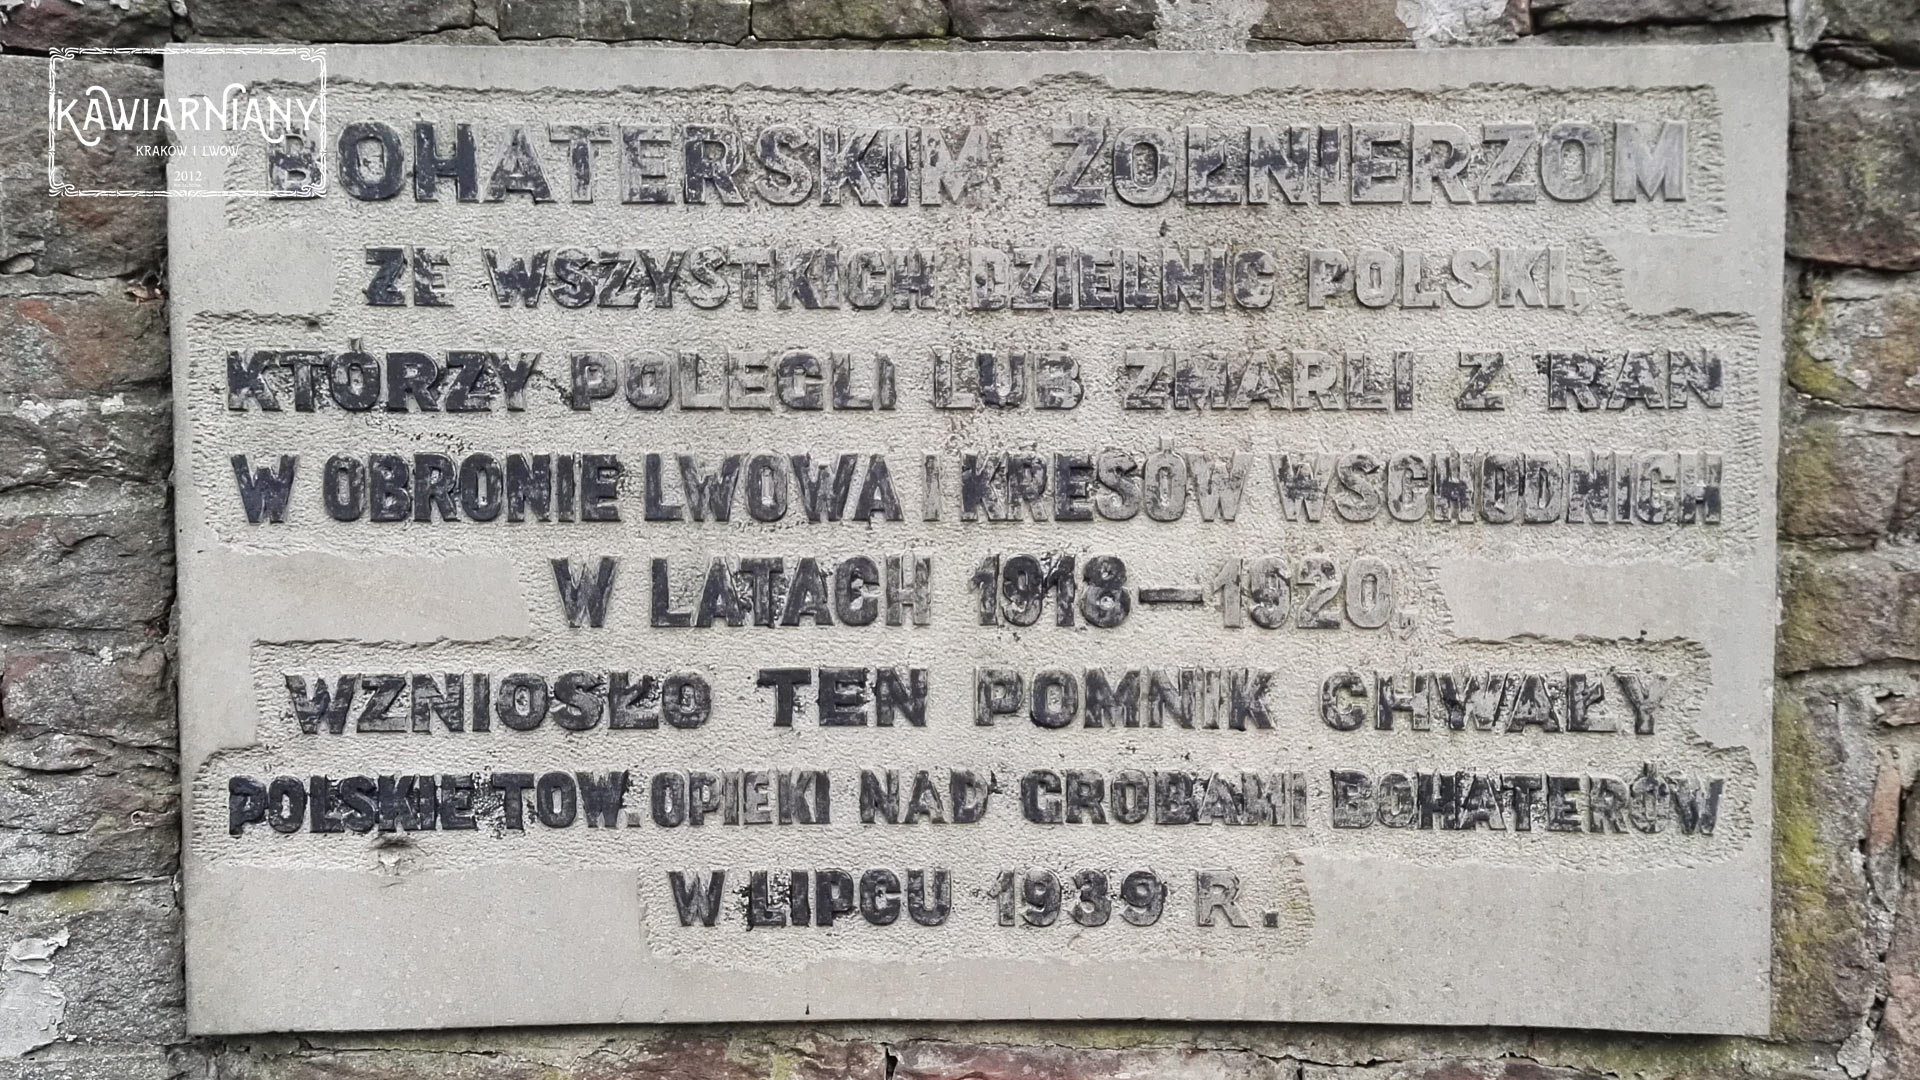 KAWIARNIANY
KRAKÓW I LWÓW
2012
BOHATERSKIM ŻOŁNIERZOM
ZE WSZYSTKICH DZIELNIC POLSKI,
KTÓRZY POLEGLI LUB ZMARLI Z RAN
W OBRONIE LWOWA I KRESÓW WSCHODNICH
W LATACH 1918—1920,
WZNIOSŁO TEN POMNIK CHWAŁY
POLSKIE TOW. OPIEKI NAD GROBAMI BOHATERÓW
W LIPCU 1939 R.